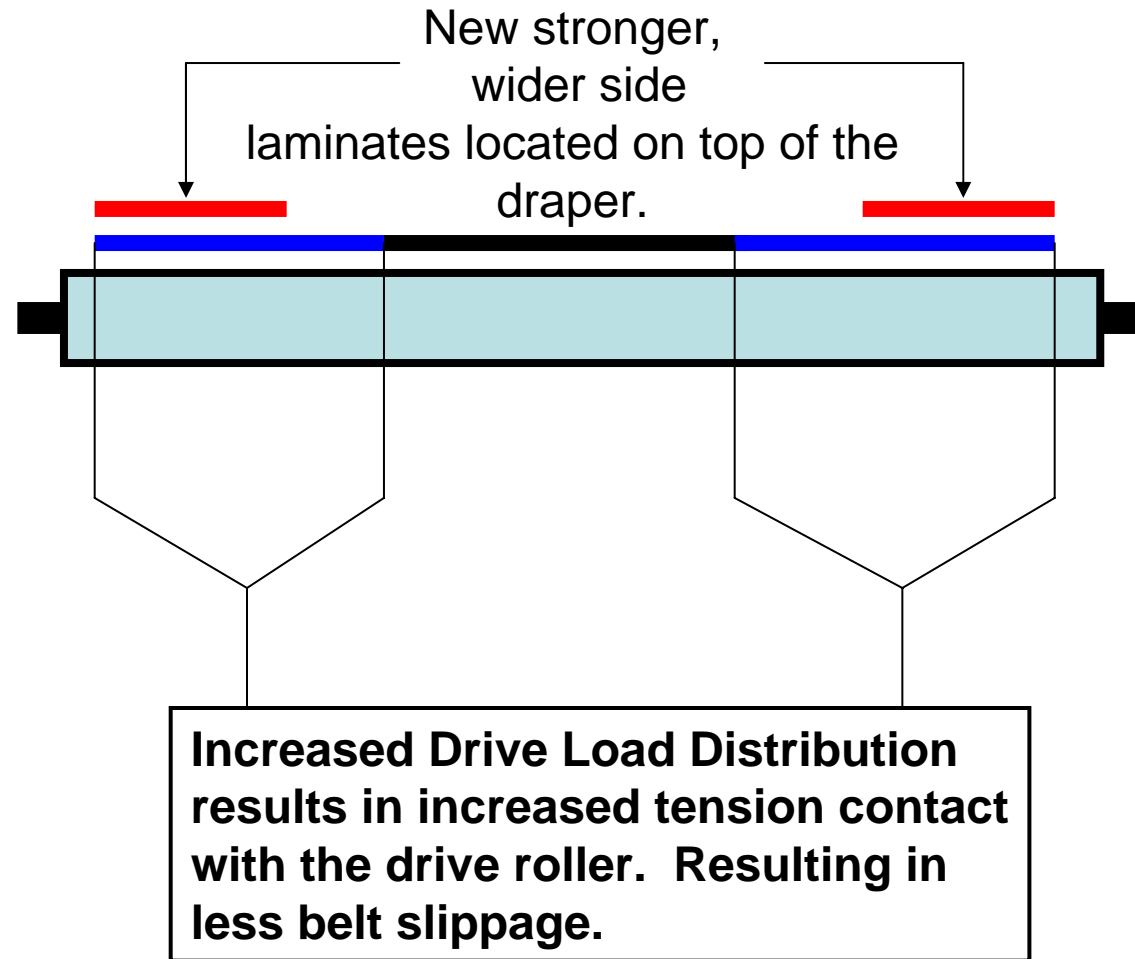 New stronger,
wider side
laminates located on top of the
draper.
Increased Drive Load Distribution
results in increased tension contact
with the drive roller.  Resulting in
less belt slippage.